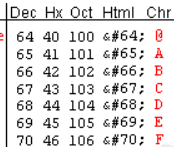 Dec Hx Oct Html Chr
64 40 100 &#64; @
65 41 101 &#65; A
66 42 102 &#66; B
67 43 103 &#67; C
68 44 104 &#68; D
69 45 105 &#69; E
70 46 106 &#70; F